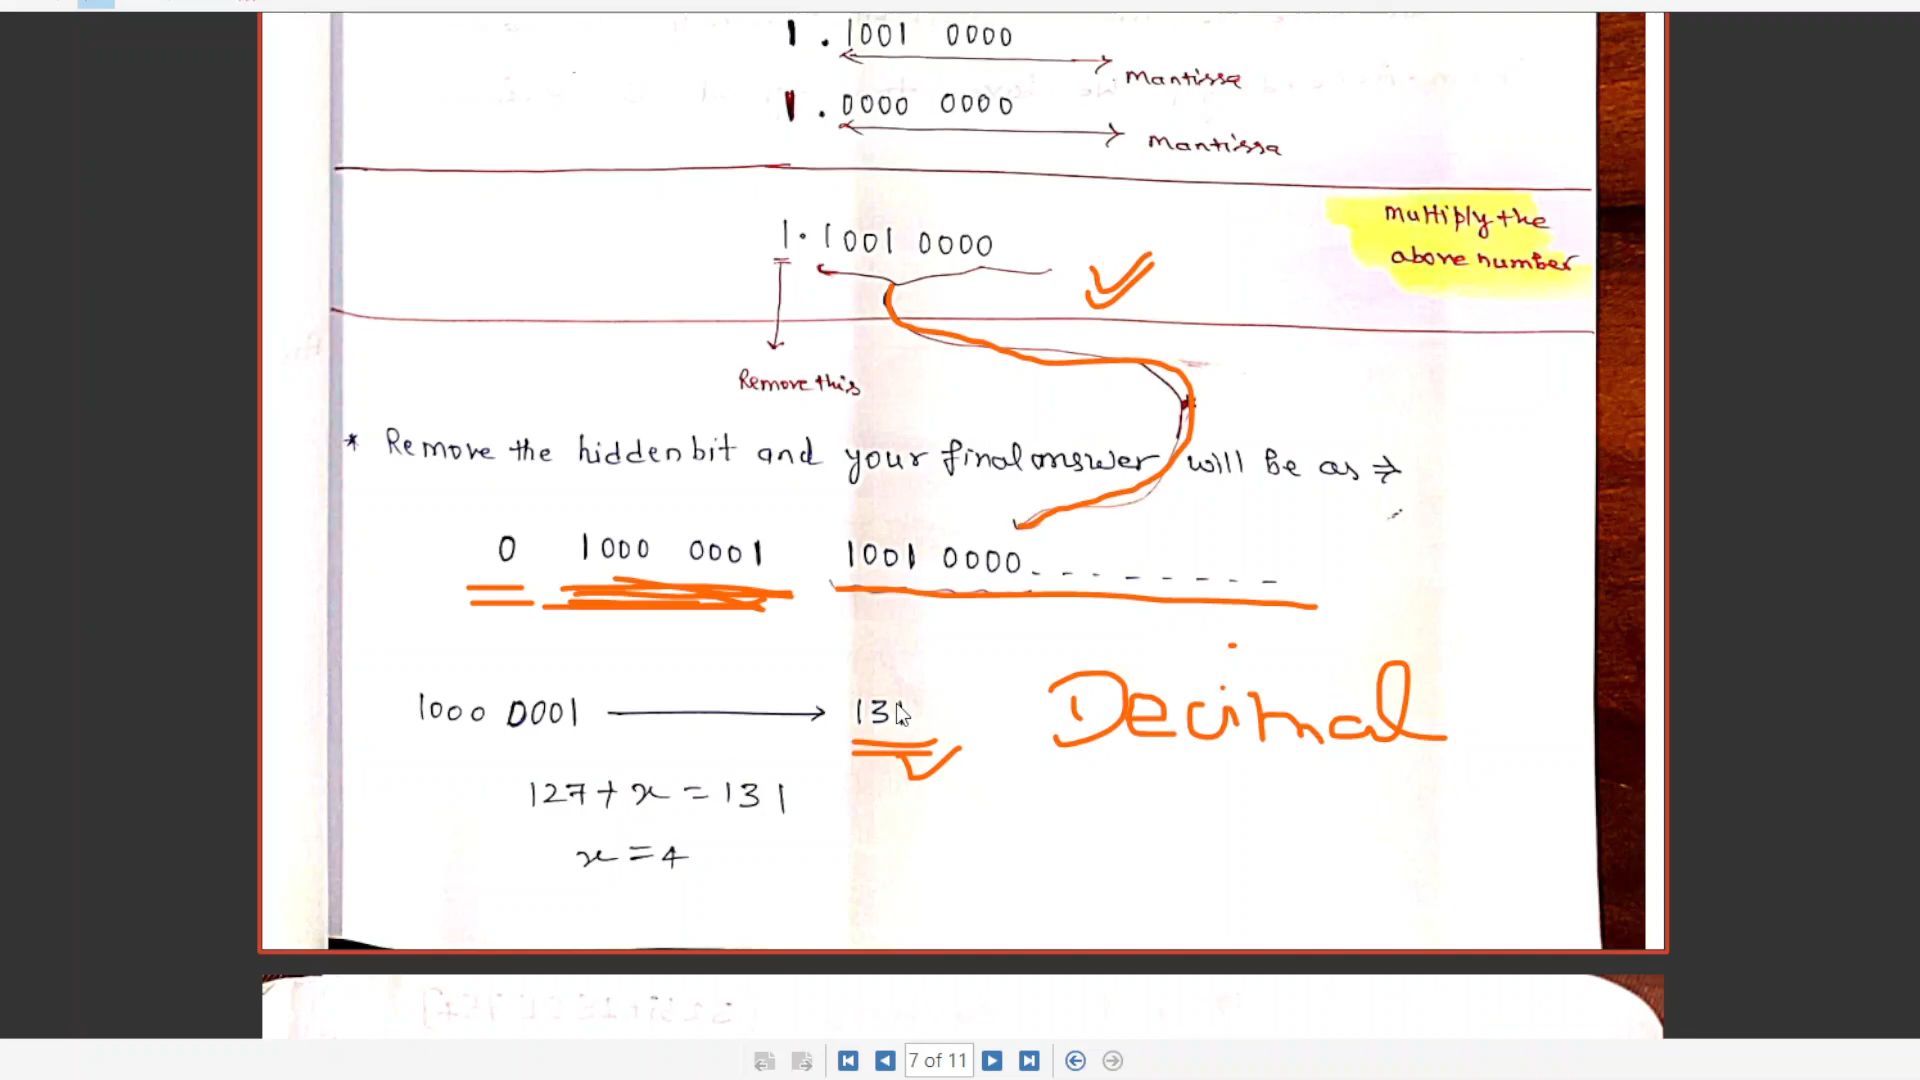 1.1001 0000
Mantissa
1.0000 0000
Mantissa
multiply the
above number
1.1001 0000
Remove this
* Remove the hidden bit and your final answer will be as ⇒
0 1000 0001 1001 0000 - - - - - - - -
Decimal
1000 0001 → 131
127 + x = 131
x = 4
7 of 11